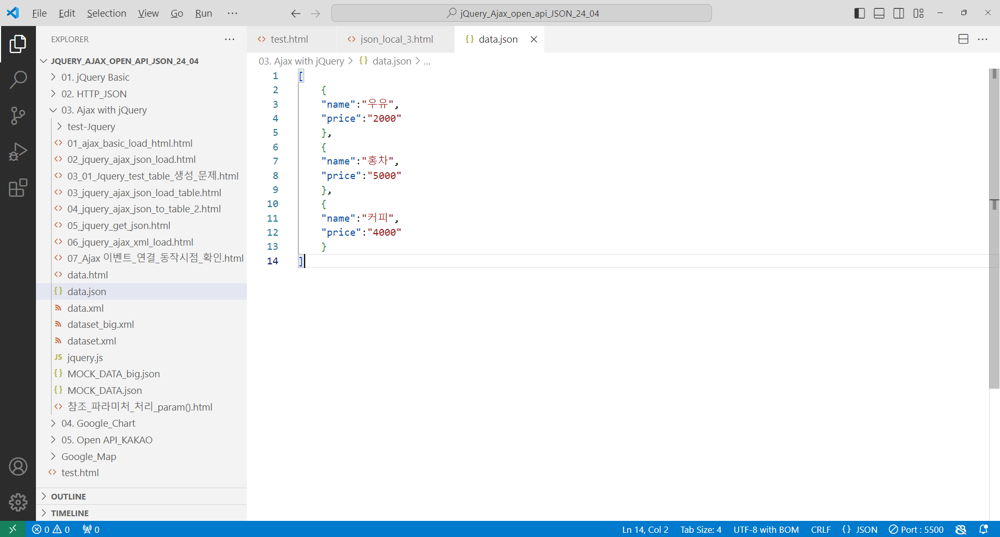 File Edit Selection View Go Run ...
jQuery_Ajax_open_api_JSON_24_04
EXPLORER
JQUERY_AJAX_OPEN_API_JSON_24_04
01. jQuery Basic
02. HTTP_JSON
03. Ajax with jQuery
test-Jquery
01_ajax_basic_load_html.html
02_jquery_ajax_json_load.html
03_01_Jquery_test_table_생성_문제.html
03_jquery_ajax_json_load_table.html
04_jquery_ajax_json_to_table_2.html
05_jquery_get_json.html
06_jquery_ajax_xml_load.html
07_Ajax 이벤트_연결_동작시점_확인.html
data.html
data.json
data.xml
dataset_big.xml
dataset.xml
JS jquery.js
MOCK_DATA_big.json
MOCK_DATA.json
참조_파라미처_처리_param().html
04. Google_Chart
05. Open API_KAKAO
Google_Map
test.html
OUTLINE
TIMELINE
test.html json_local_3.html {} data.json
03. Ajax with jQuery > {} data.json > ...
1 [
2 {
3 "name":"우유",
4 "price":"2000"
5 },
6 {
7 "name":"홍차",
8 "price":"5000"
9 },
10 {
11 "name":"커피",
12 "price":"4000"
13 }
14 ]
0 0 0
Ln 14, Col 2 Tab Size: 4 UTF-8 with BOM CRLF {} JSON Port : 5500